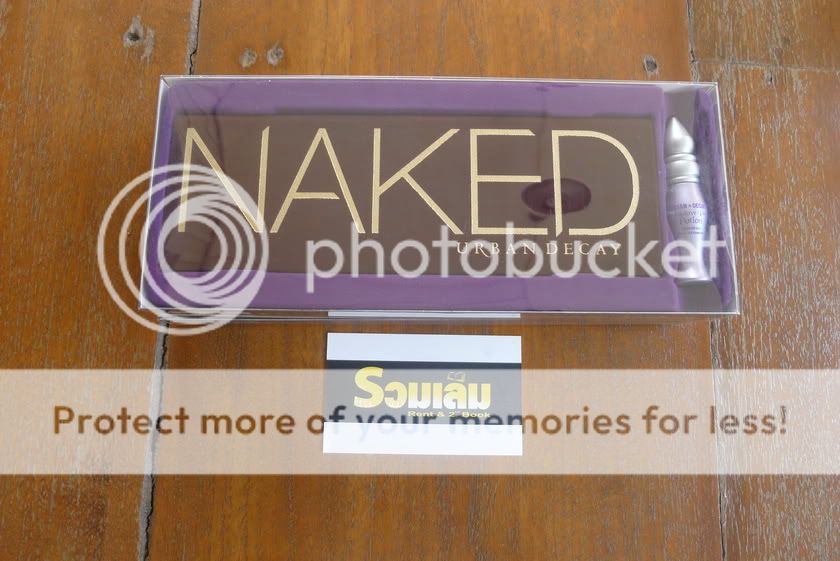 NAKED
URBAN DECAY
Potion
photobucket
รวมเล่ม
Rent & 2nd Book
Protect more of your memories for less!